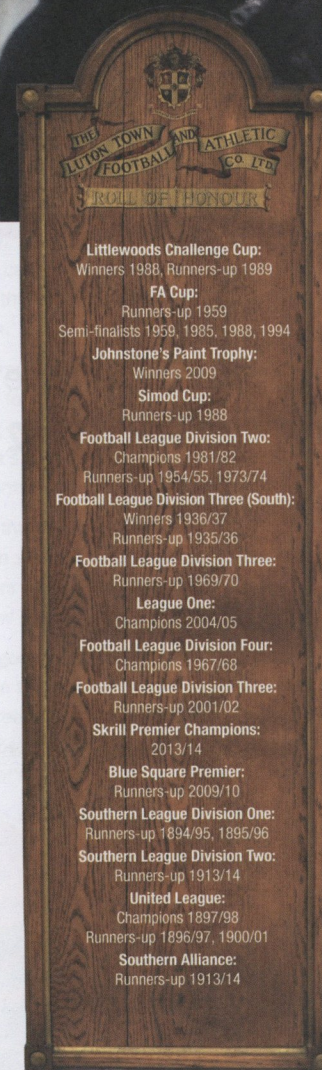 THE
LUTON TOWN AND ATHLETIC
FOOTBALL CO. LTD.
ROLL OF HONDUR
Littlewoods Cnallenge Cup:
Winners 1988, Runners-up 1989
FA Cup:
Runners-up 1959
Semi-finalists 1959, 1985, 1988, 1994
Johnstone's Paint Trophy:
Winners 2009
Simod Cup:
Runners-up 1988
Football League Division Two:
Champions 1981/82
Runners-up 1954/55, 1973/74
Football League Division Three (South):
Winners 1936/37
Runners-up 1935/36
Football League Division Three:
Runners-up 1969/70
League One:
Champions 2004/05
Football League Division Four:
Champions 1967/68
Football League Division Three:
Runners-up 2001/02
Skrill Premier Champions:
2013/14
Blue Square Premier:
Runners-up 2009/10
Southern League Division One:
Runners-up 1894/95, 1895/96
Southern League Division Two:
Runners-up 1913/14
United League:
Champions 1897/98
Runners-up 1896/97, 1900/01
Southern Alliance:
Runners-up 1913/14